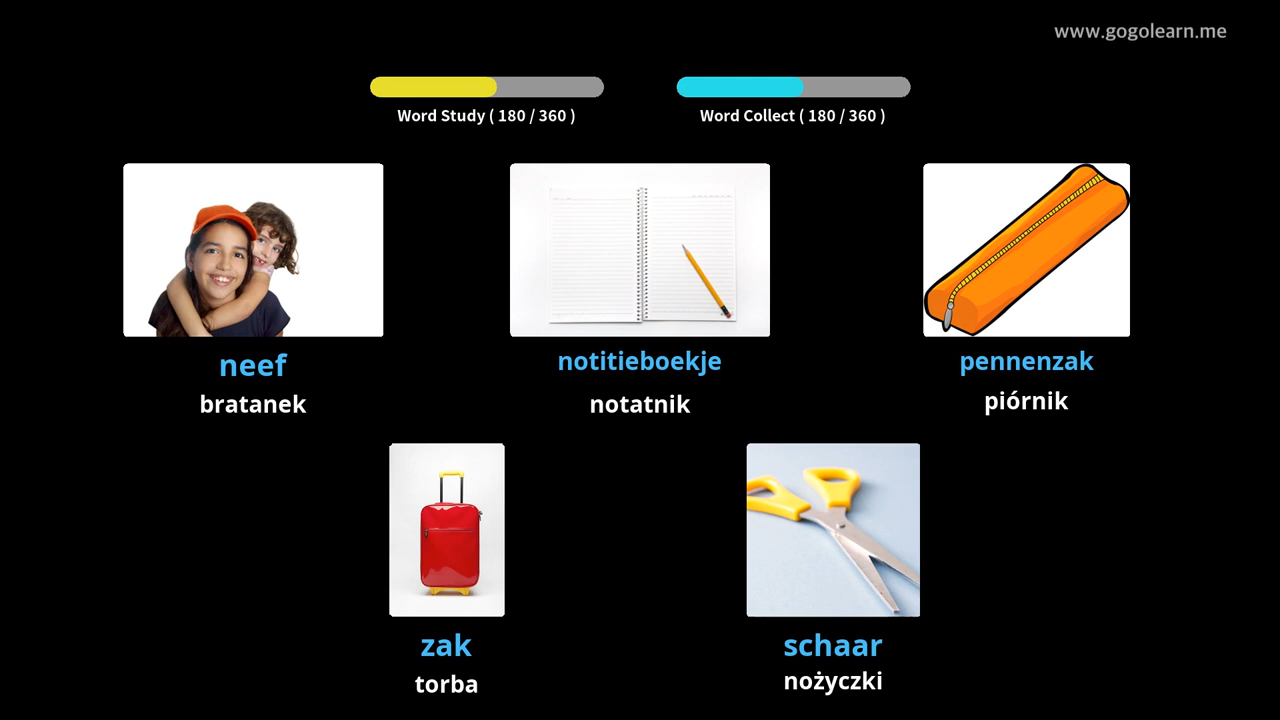 www.gogolearn.me
Word Study ( 180 / 360 )
Word Collect ( 180 / 360 )
neef
notitieboekje
pennenzak
bratanek
notatnik
piórnik
zak
schaar
torba
nożyczki